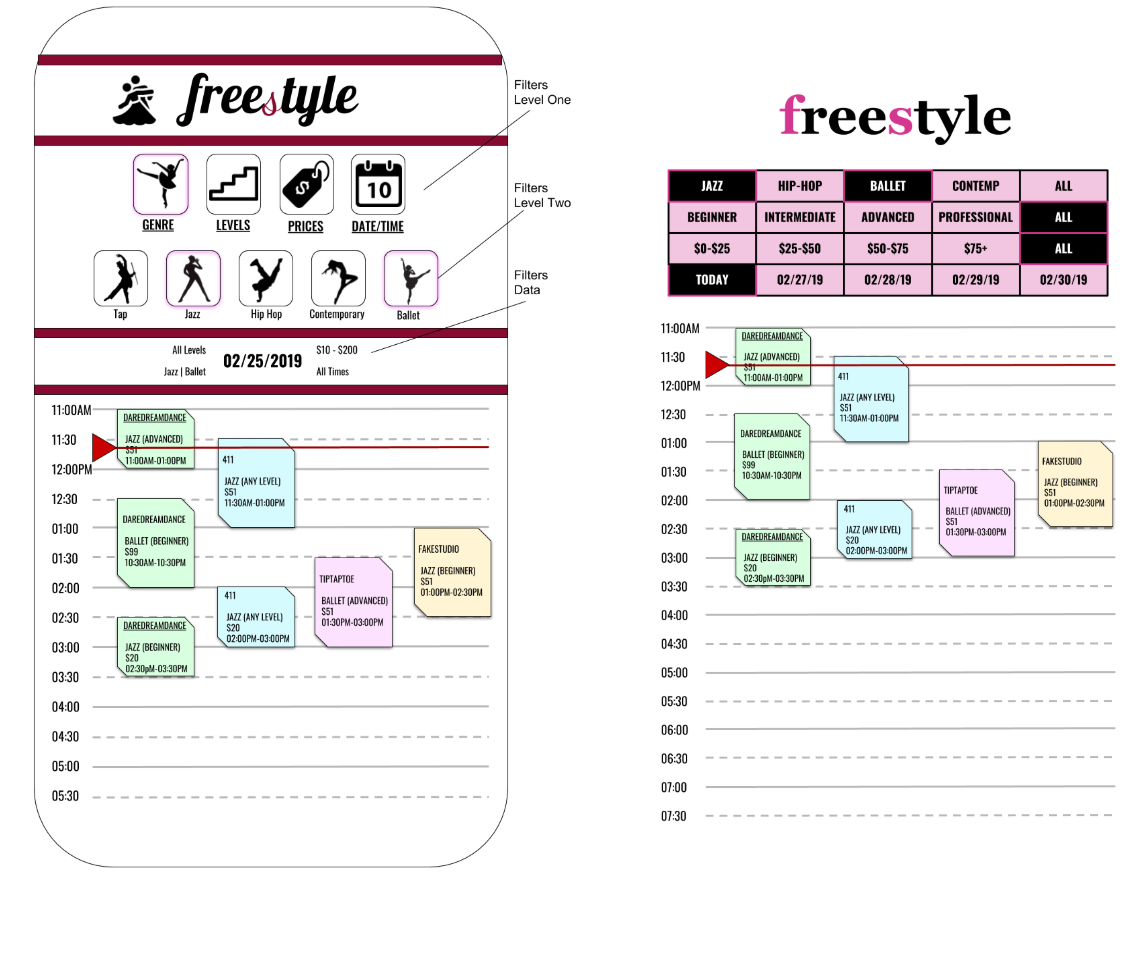 freestyle
Filters
Level One
GENRE
LEVELS
PRICES
10
DATE/TIME
Filters
Level Two
Tap
Jazz
Hip Hop
Contemporary
Ballet
Filters
Data
All Levels
Jazz | Ballet
02/25/2019
$10 - $200
All Times
11:00AM
11:30
12:00PM
12:30
01:00
01:30
02:00
02:30
03:00
03:30
04:00
04:30
05:00
05:30
DAREDREAMDANCE
JAZZ (ADVANCED)
$51
11:00AM-01:00PM
411
JAZZ (ANY LEVEL)
$51
11:30AM-01:00PM
DAREDREAMDANCE
BALLET (BEGINNER)
$99
10:30AM-10:30PM
FAKESTUDIO
JAZZ (BEGINNER)
$51
01:00PM-02:30PM
TIPTAPTOE
BALLET (ADVANCED)
$51
01:30PM-03:00PM
411
JAZZ (ANY LEVEL)
$20
02:00PM-03:00PM
DAREDREAMDANCE
JAZZ (BEGINNER)
$20
02:30pM-03:30PM
freestyle
JAZZ HIP-HOP BALLET CONTEMP ALL
BEGINNER INTERMEDIATE ADVANCED PROFESSIONAL ALL
$0-$25 $25-$50 $50-$75 $75+ ALL
TODAY 02/27/19 02/28/19 02/29/19 02/30/19
11:00AM
11:30
12:00PM
12:30
01:00
01:30
02:00
02:30
03:00
03:30
04:00
04:30
05:00
05:30
06:00
06:30
07:00
07:30
DAREDREAMDANCE
JAZZ (ADVANCED)
$51
11:00AM-01:00PM
411
JAZZ (ANY LEVEL)
$51
11:30AM-01:00PM
DAREDREAMDANCE
BALLET (BEGINNER)
$99
10:30AM-10:30PM
FAKESTUDIO
JAZZ (BEGINNER)
$51
01:00PM-02:30PM
TIPTAPTOE
BALLET (ADVANCED)
$51
01:30PM-03:00PM
411
JAZZ (ANY LEVEL)
$20
02:00PM-03:00PM
DAREDREAMDANCE
JAZZ (BEGINNER)
$20
02:30pM-03:30PM